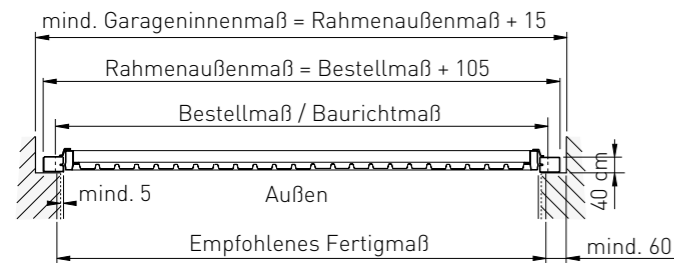 mind. Garageninnenmaß = Rahmenaußenmaß + 15
Rahmenaußenmaß = Bestellmaß + 105
Bestellmaß / Baurichtmaß
mind. 5
Außen
40 cm
Empfohlenes Fertigmaß
mind. 60